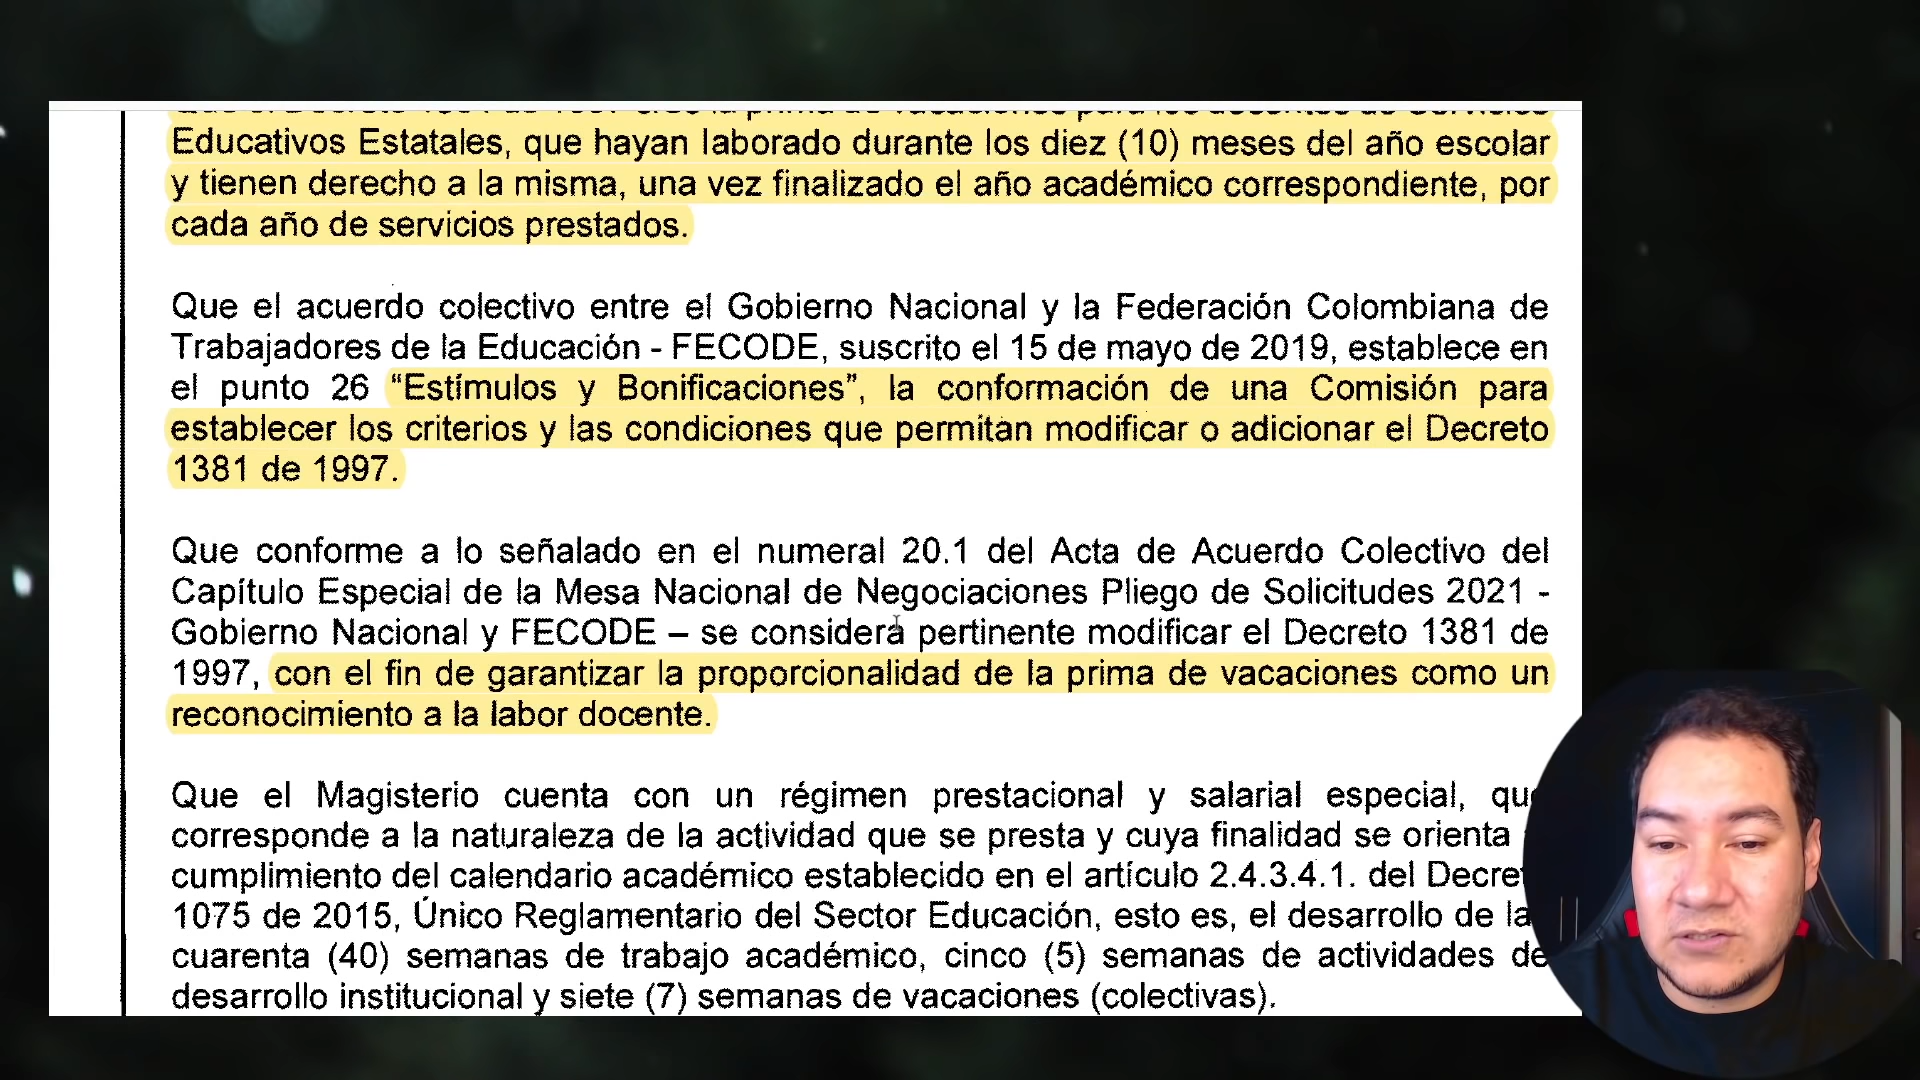 Educativos Estatales, que hayan laborado durante los diez (10) meses del año escolar
y tienen derecho a la misma, una vez finalizado el año académico correspondiente, por
cada año de servicios prestados.
Que el acuerdo colectivo entre el Gobierno Nacional y la Federación Colombiana de
Trabajadores de la Educación - FECODE, suscrito el 15 de mayo de 2019, establece en
el punto 26 “Estímulos y Bonificaciones”, la conformación de una Comisión para
establecer los criterios y las condiciones que permitan modificar o adicionar el Decreto
1381 de 1997.
Que conforme a lo señalado en el numeral 20.1 del Acta de Acuerdo Colectivo del
Capítulo Especial de la Mesa Nacional de Negociaciones Pliego de Solicitudes 2021 -
Gobierno Nacional y FECODE – se considera pertinente modificar el Decreto 1381 de
1997, con el fin de garantizar la proporcionalidad de la prima de vacaciones como un
reconocimiento a la labor docente.
Que el Magisterio cuenta con un régimen prestacional y salarial especial,
corresponde a la naturaleza de la actividad que se presta y cuya finalidad se orienta
cumplimiento del calendario académico establecido en el artículo 2.4.3.4.1. del
1075 de 2015, Único Reglamentario del Sector Educación, esto es, el desarrollo de
cuarenta (40) semanas de trabajo académico, cinco (5) semanas de actividades de
desarrollo institucional y siete (7) semanas de vacaciones (colectivas).